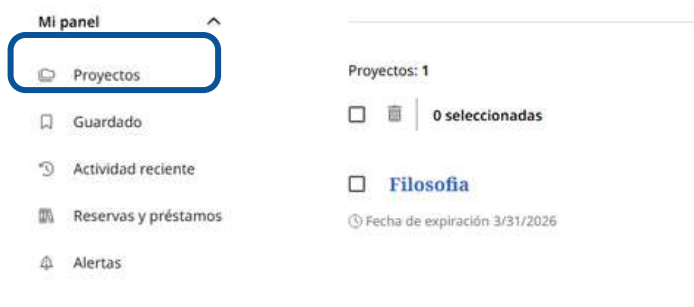 Mi panel
Proyectos
Guardado
Actividad reciente
Reservas y préstamos
Alertas
Proyectos: 1
0 seleccionadas
Filosofia
Fecha de expiración 3/31/2026